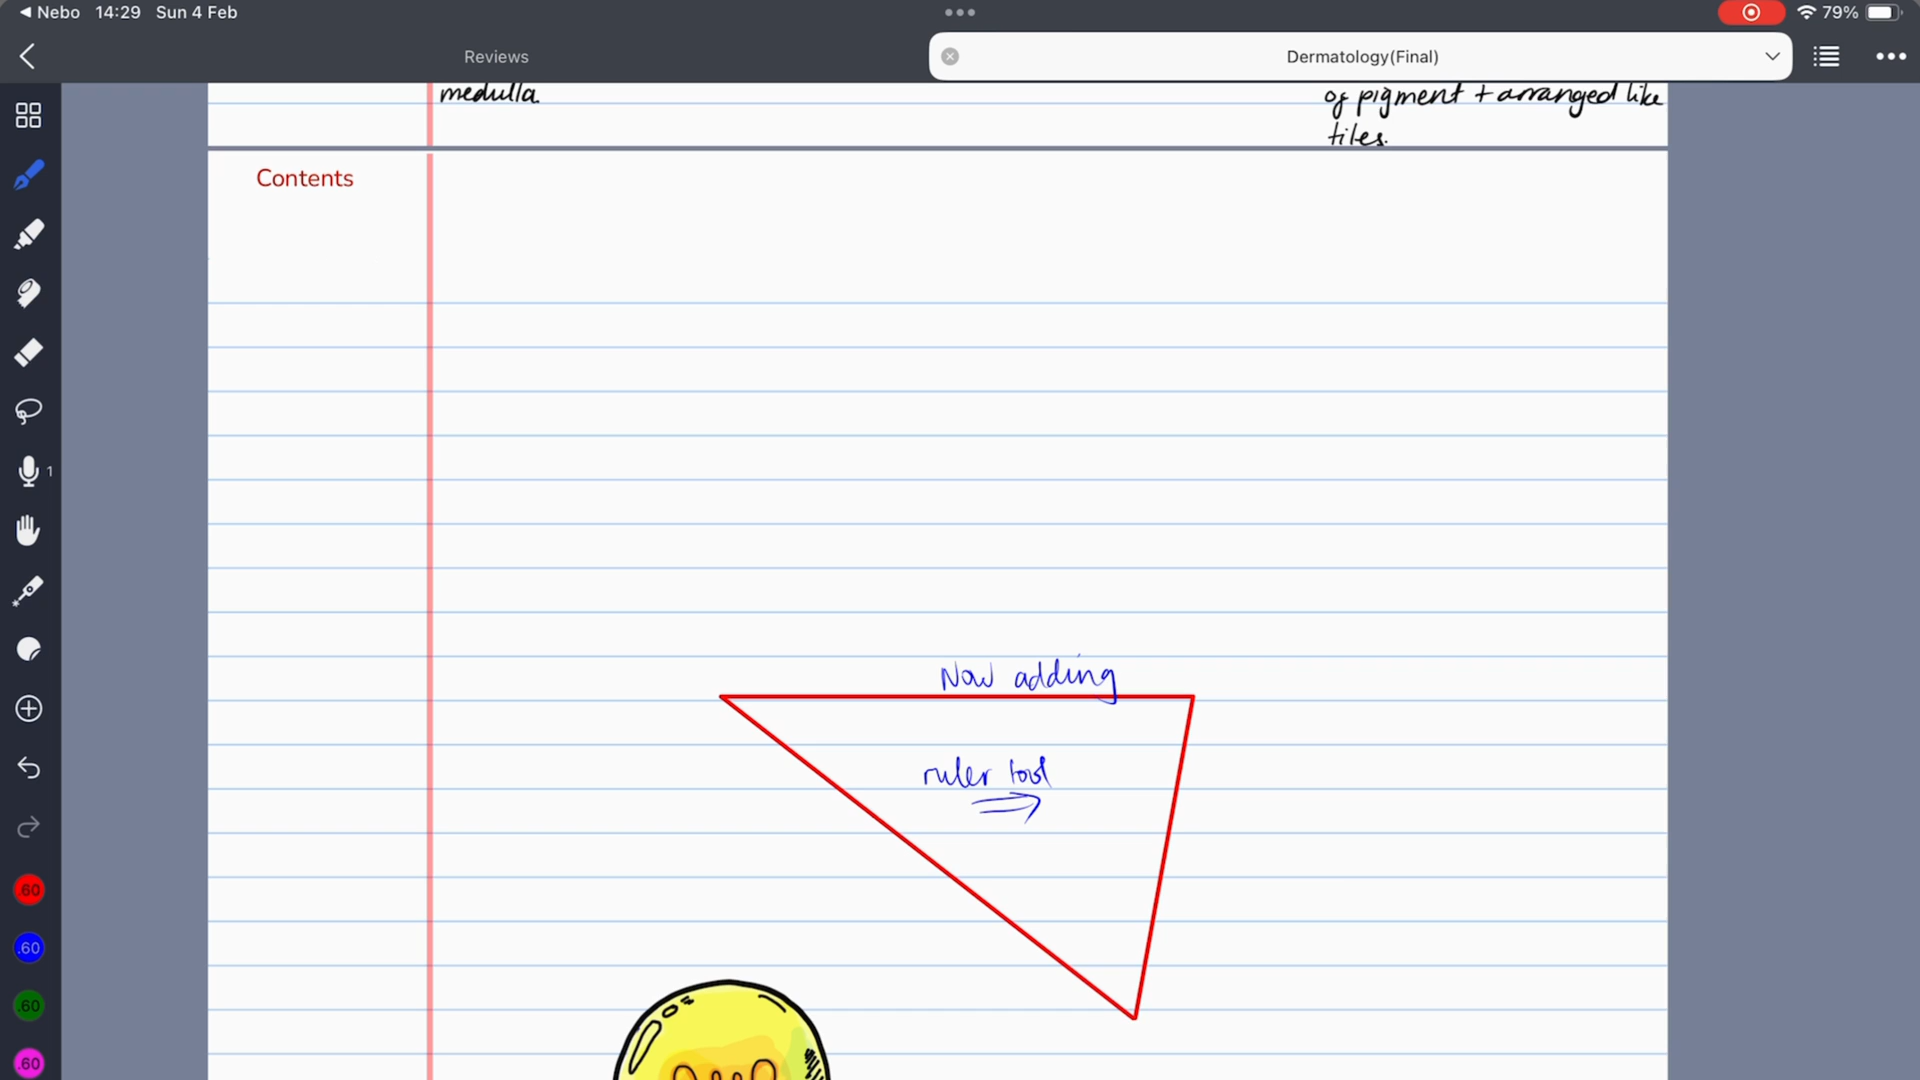 Nebo 14:29 Sun 4 Feb
79%
Reviews
Dermatology(Final)
medulla.
of pigment + arranged like
tiles.
Contents
1
Now adding
ruler tool
.60
.60
.60
.60